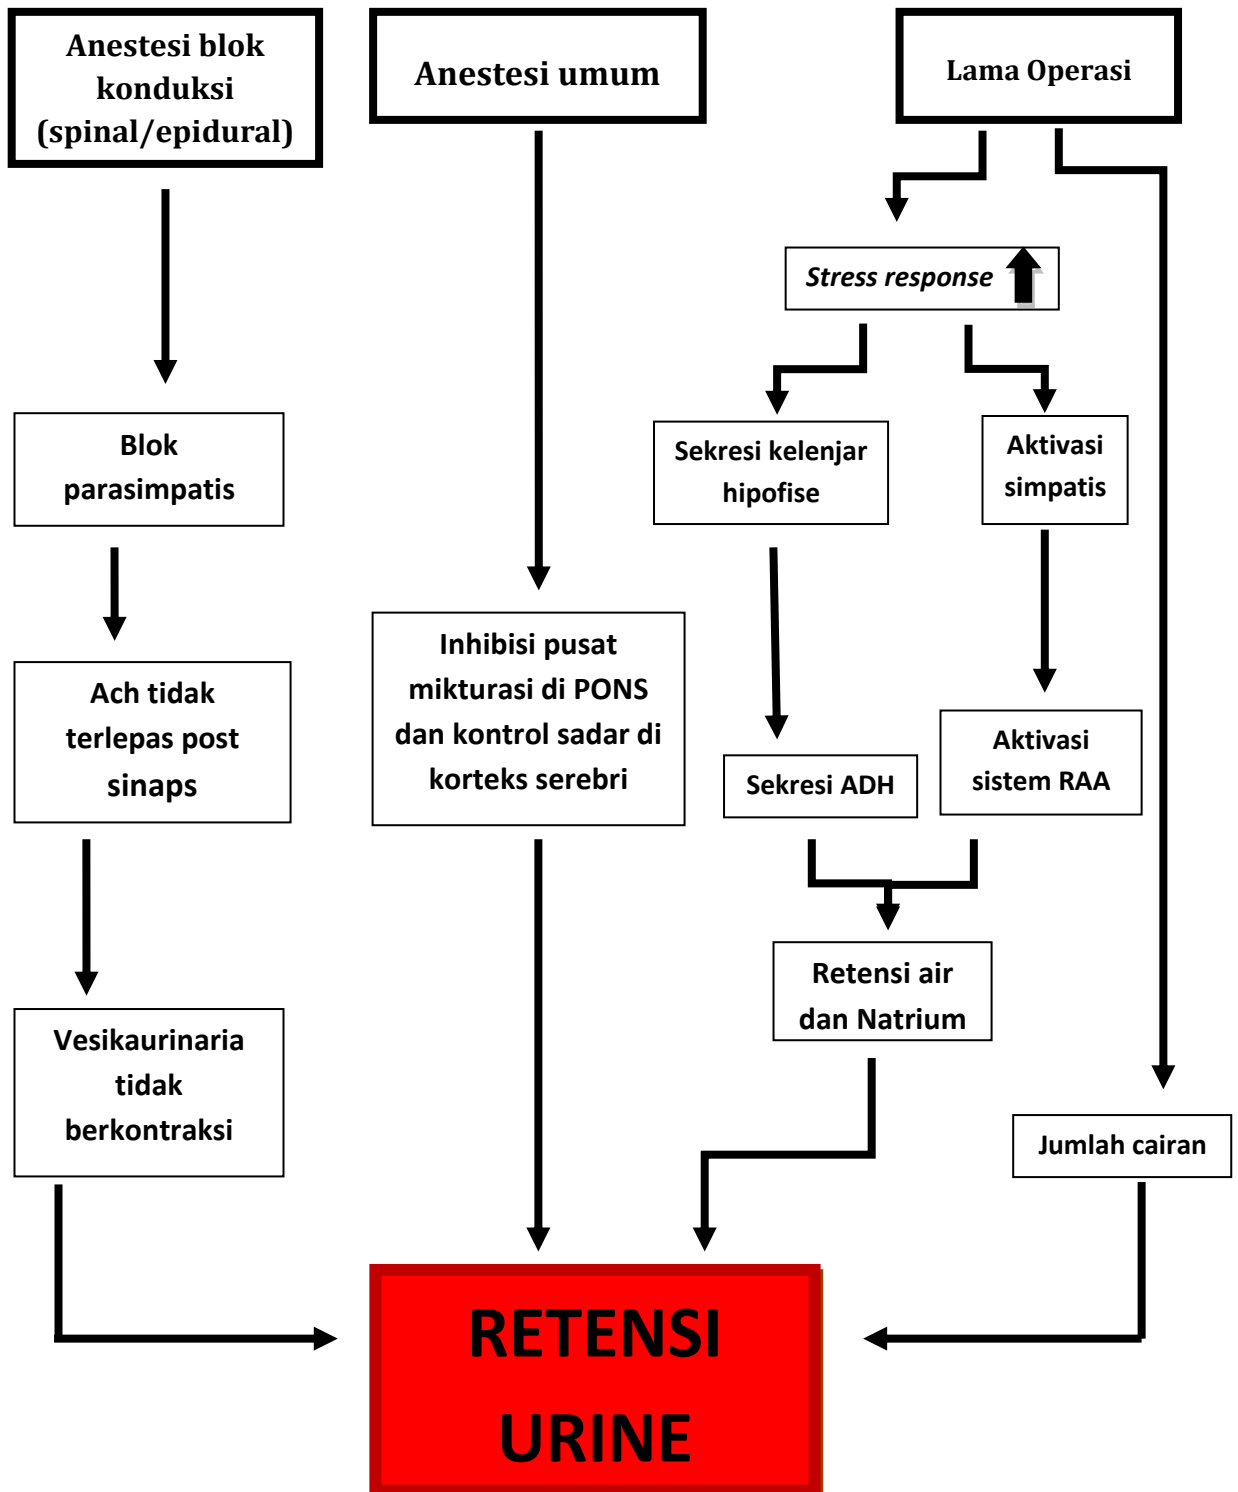 Anestesi blok
konduksi
(spinal/epidural)
Anestesi umum
Lama Operasi
Stress response
Blok
parasimpatis
Sekresi kelenjar
hipofise
Aktivasi
simpatis
Ach tidak
terlepas post
sinaps
Inhibisi pusat
mikturasi di PONS
dan kontrol sadar di
korteks serebri
Sekresi ADH
Aktivasi
sistem RAA
Retensi air
dan Natrium
Vesikaurinaria
tidak
berkontraksi
Jumlah cairan
RETENSI
URINE